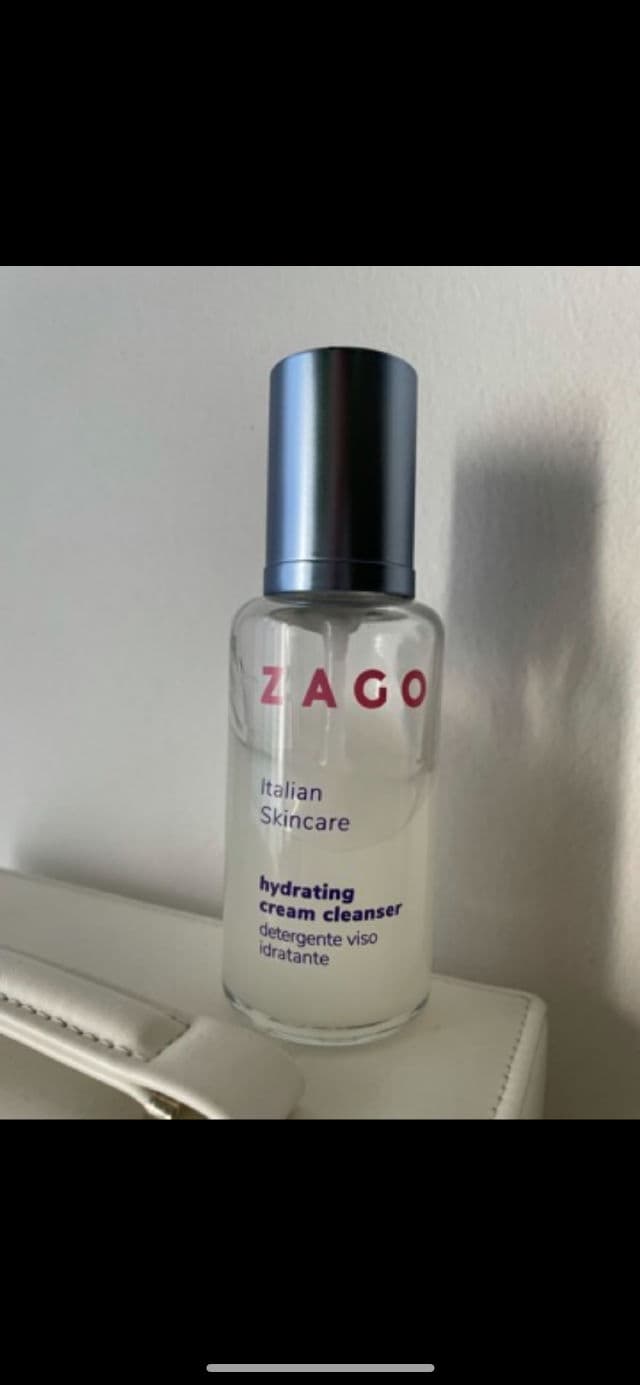 ZAGO
Italian
Skincare
hydrating
cream cleanser
detergente viso
idratante